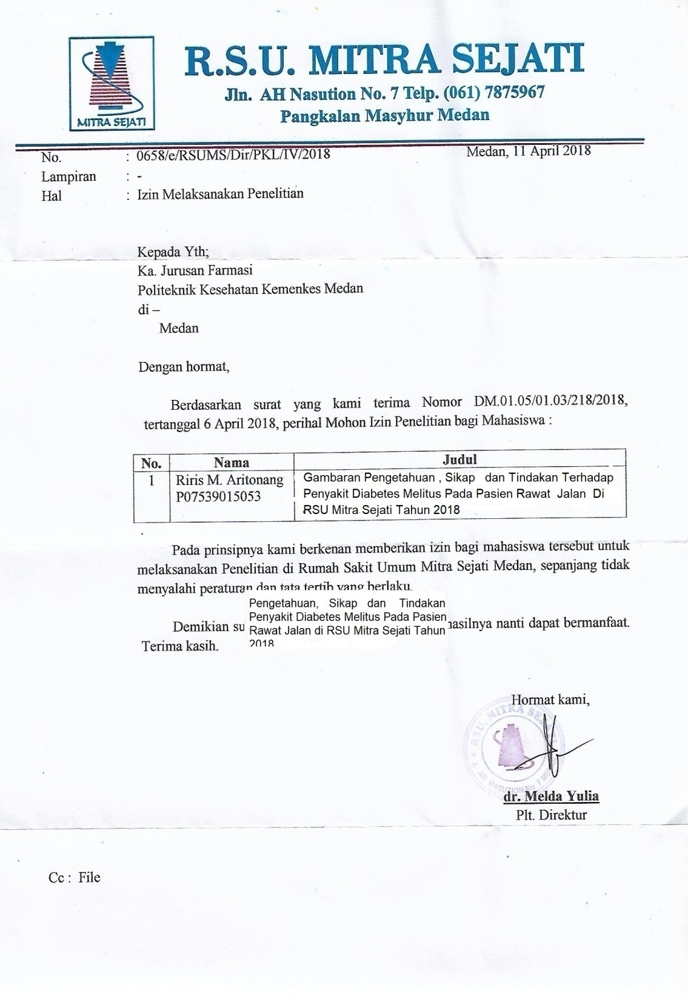 R.S.U. MITRA SEJATI
Jln. AH Nasution No. 7 Telp. (061) 7875967
Pangkalan Masyhur Medan
MITRA SEJATI
No. : 0658/e/RSUMS/Dir/PKL/IV/2018 Medan, 11 April 2018
Lampiran : -
Hal : Izin Melaksanakan Penelitian
Kepada Yth;
Ka. Jurusan Farmasi
Politeknik Kesehatan Kemenkes Medan
di –
Medan
Dengan hormat,
Berdasarkan surat yang kami terima Nomor DM.01.05/01.03/218/2018,
tertanggal 6 April 2018, perihal Mohon Izin Penelitian bagi Mahasiswa :
No. Nama Judul
1 Riris M. Aritonang Gambaran Pengetahuan , Sikap dan Tindakan Terhadap
P07539015053 Penyakit Diabetes Melitus Pada Pasien Rawat Jalan Di
RSU Mitra Sejati Tahun 2018
Pada prinsipnya kami berkenan memberikan izin bagi mahasiswa tersebut untuk
melaksanakan Penelitian di Rumah Sakit Umum Mitra Sejati Medan, sepanjang tidak
menyalahi peraturan dan tata tertib yang berlaku.
Pengetahuan, Sikap dan Tindakan
Penyakit Diabetes Melitus Pada Pasien
Rawat Jalan di RSU Mitra Sejati Tahun
2018
Demikian su hasilnya nanti dapat bermanfaat.
Terima kasih.
Hormat kami,
RSU. MITRA SEJATI
AH NASUTION No. 7
dr. Melda Yulia
Plt. Direktur
Cc : File